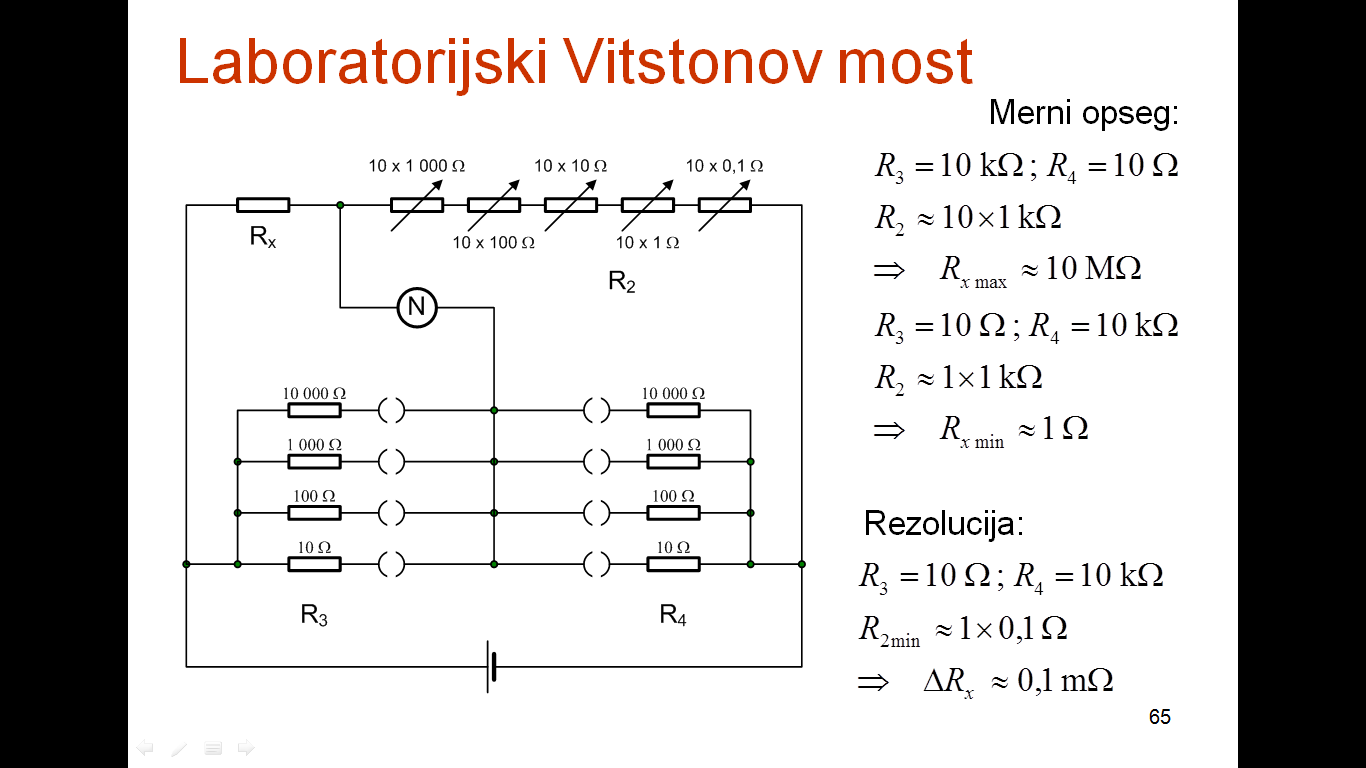 Laboratorijski Vitstonov most
10 x 1 000 Ω
10 x 10 Ω
10 x 0,1 Ω
10 x 100 Ω
10 x 1 Ω
Rx
R2
N
10 000 Ω
10 000 Ω
1 000 Ω
1 000 Ω
100 Ω
100 Ω
10 Ω
10 Ω
R3
R4
Merni opseg:
R3 = 10 kΩ ; R4 = 10 Ω
R2 ≈ 10 × 1 kΩ
⇒ Rx max ≈ 10 MΩ
R3 = 10 Ω ; R4 = 10 kΩ
R2 ≈ 1 × 1 kΩ
⇒ Rx min ≈ 1 Ω
Rezolucija:
R3 = 10 Ω ; R4 = 10 kΩ
R2min ≈ 1 × 0,1 Ω
⇒ ΔRx ≈ 0,1 mΩ
65